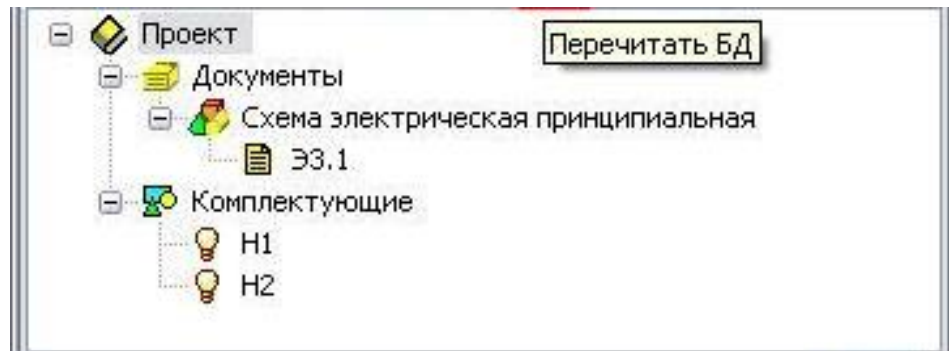 Проект
Перечитать БД
Документы
Схема электрическая принципиальная
Э3.1
Комплектующие
H1
H2